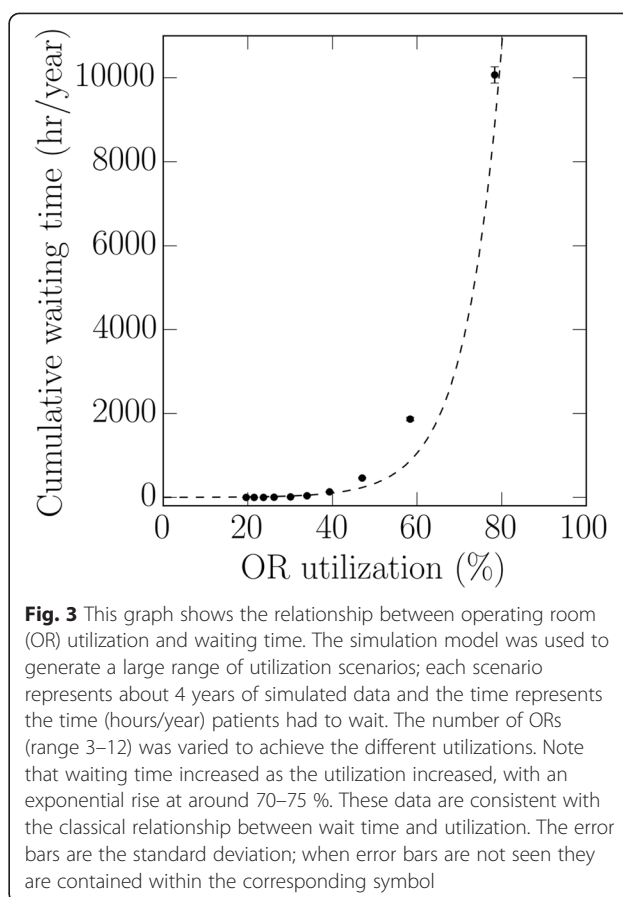 10000
8000
6000
4000
2000
0
Cumulative waiting time (hr/year)
0 20 40 60 80 100
OR utilization (%)
Fig. 3 This graph shows the relationship between operating room
(OR) utilization and waiting time. The simulation model was used to
generate a large range of utilization scenarios; each scenario
represents about 4 years of simulated data and the time represents
the time (hours/year) patients had to wait. The number of ORs
(range 3–12) was varied to achieve the different utilizations. Note
that waiting time increased as the utilization increased, with an
exponential rise at around 70–75 %. These data are consistent with
the classical relationship between wait time and utilization. The error
bars are the standard deviation; when error bars are not seen they
are contained within the corresponding symbol